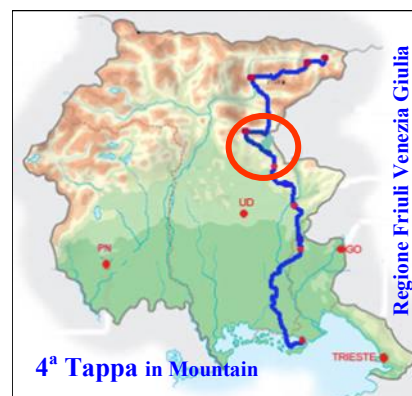 Regione Friuli Venezia Giulia
UD
PN
GO
TRIESTE
4ª Tappa in Mountain